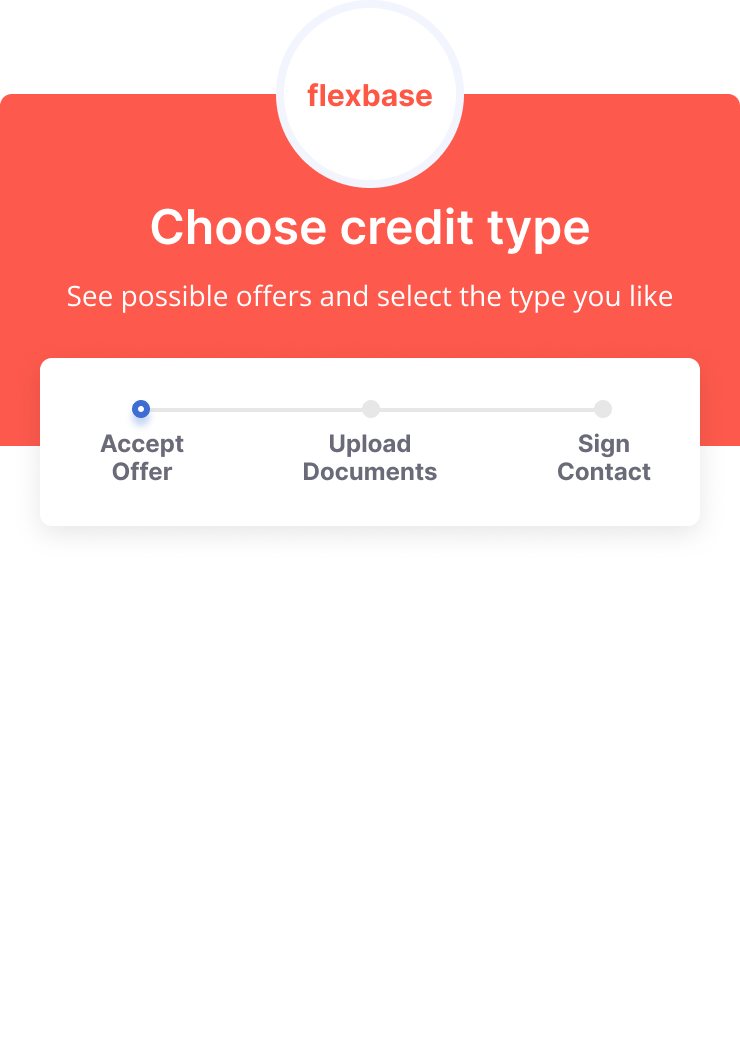 flexbase
Choose credit type
See possible offers and select the type you like
Accept
Offer
Upload
Documents
Sign
Contact